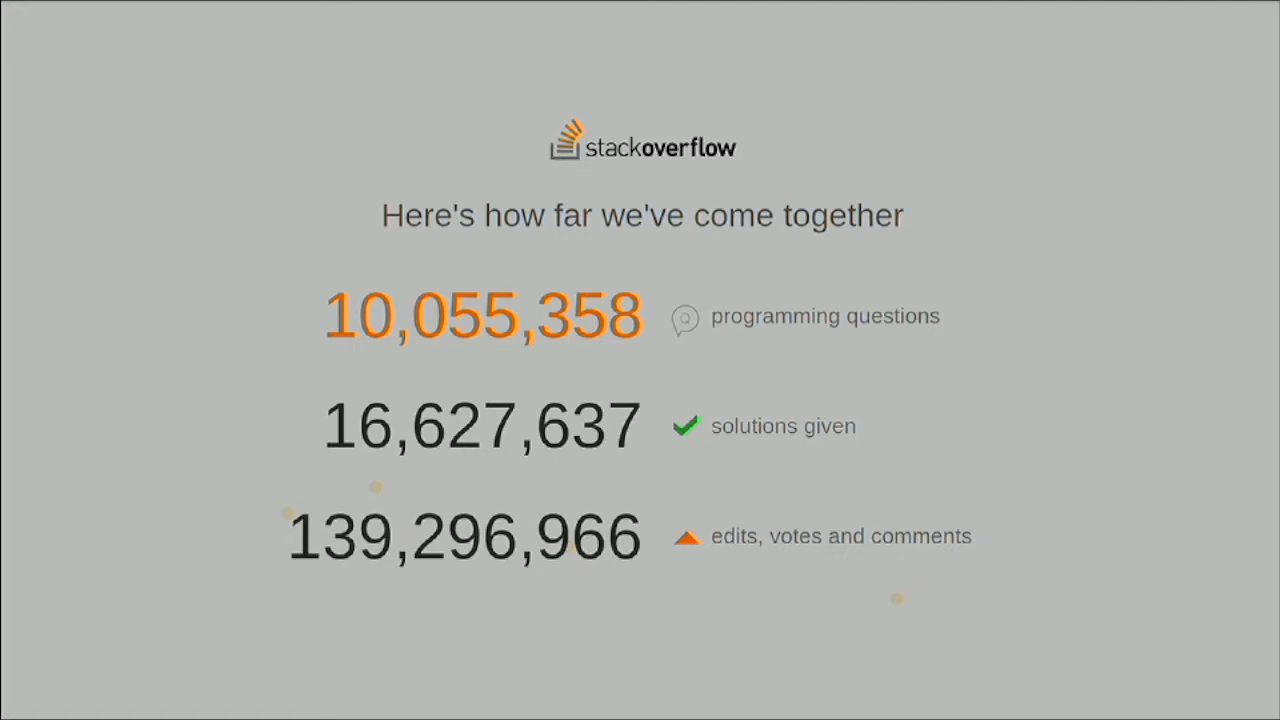 stackoverflow
Here's how far we've come together
10,055,358 programming questions
16,627,637 solutions given
139,296,966 edits, votes and comments